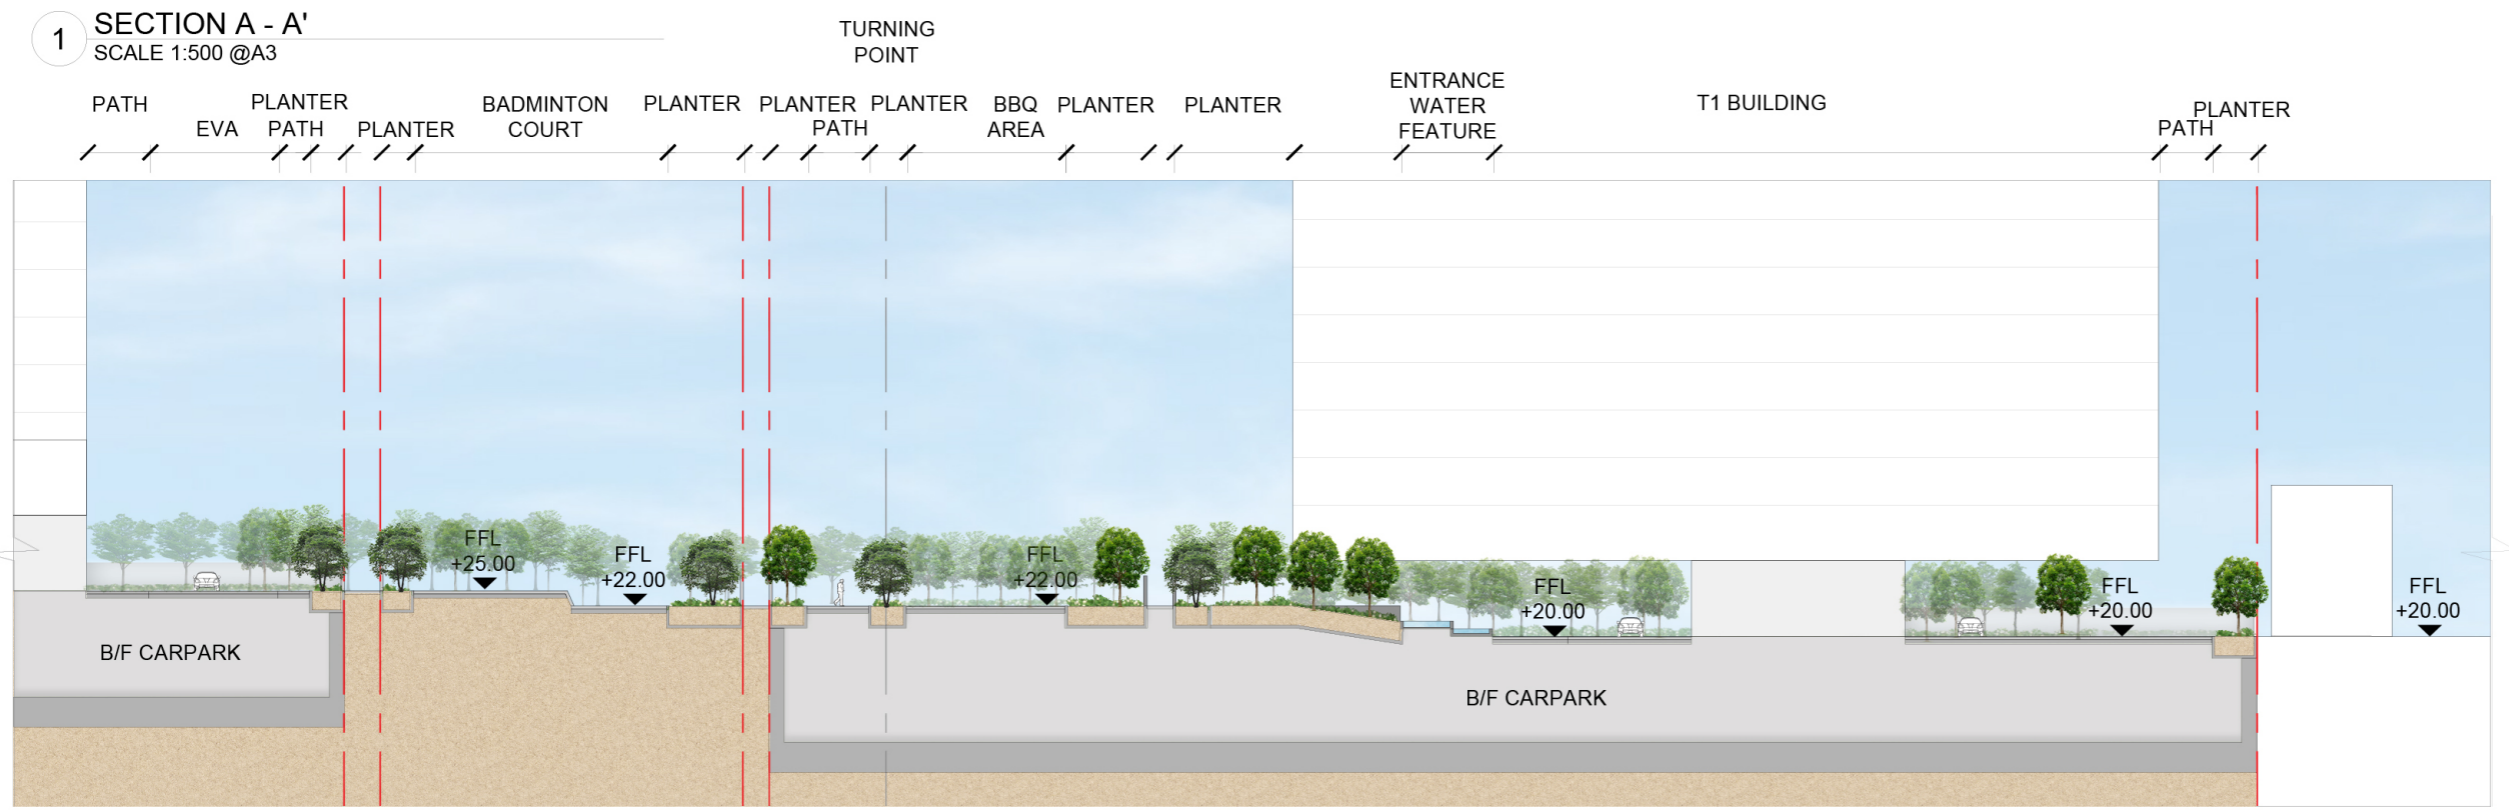 1
SECTION A - A'
SCALE 1:500 @A3
TURNING
POINT
PATH
EVA
PLANTER
PATH
PLANTER
BADMINTON
COURT
PLANTER
PLANTER
PATH
PLANTER
BBQ
AREA
PLANTER
PLANTER
ENTRANCE
WATER
FEATURE
T1 BUILDING
PATH
PLANTER
FFL
+25.00
FFL
+22.00
FFL
+22.00
FFL
+20.00
FFL
+20.00
FFL
+20.00
B/F CARPARK
B/F CARPARK